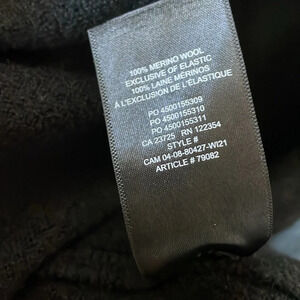 100% MERINO WOOL
EXCLUSIVE OF ELASTIC
100% LAINE MÉRINOS
À L'EXCLUSION DE L'ÉLASTIQUE
PO 4500155309
PO 4500155310
PO 4500155311
CA 23725 RN 122354
STYLE #
CAM 04-08-80427-WI21
ARTICLE # 79082